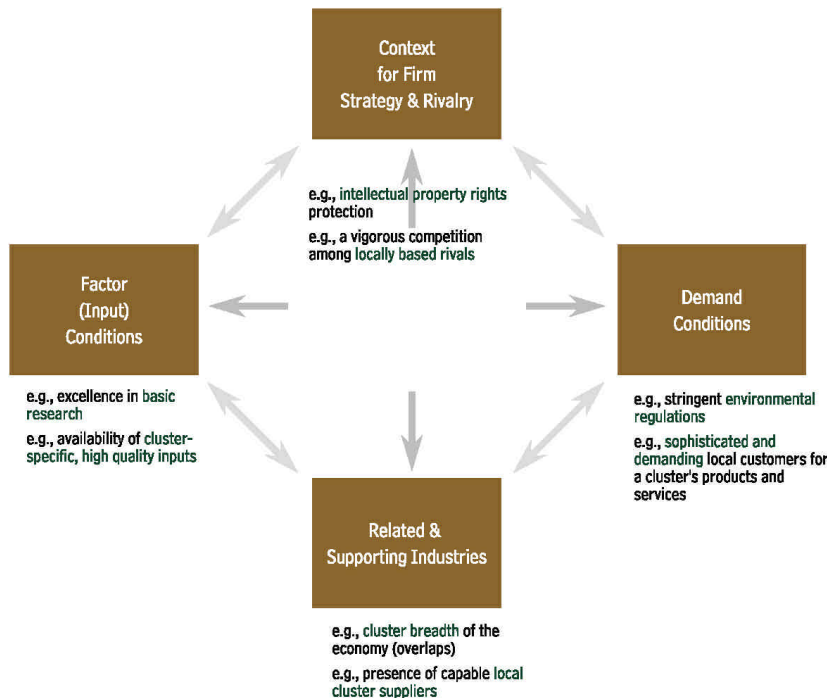 Context
for Firm
Strategy & Rivalry
e.g., intellectual property rights
protection
e.g., a vigorous competition
among locally based rivals
Factor
(Input)
Conditions
e.g., excellence in basic
research
e.g., availability of cluster-
specific, high quality inputs
Demand
Conditions
e.g., stringent environmental
regulations
e.g., sophisticated and
demanding local customers for
a cluster's products and
services
Related &
Supporting Industries
e.g., cluster breadth of the
economy (overlaps)
e.g., presence of capable local
cluster suppliers